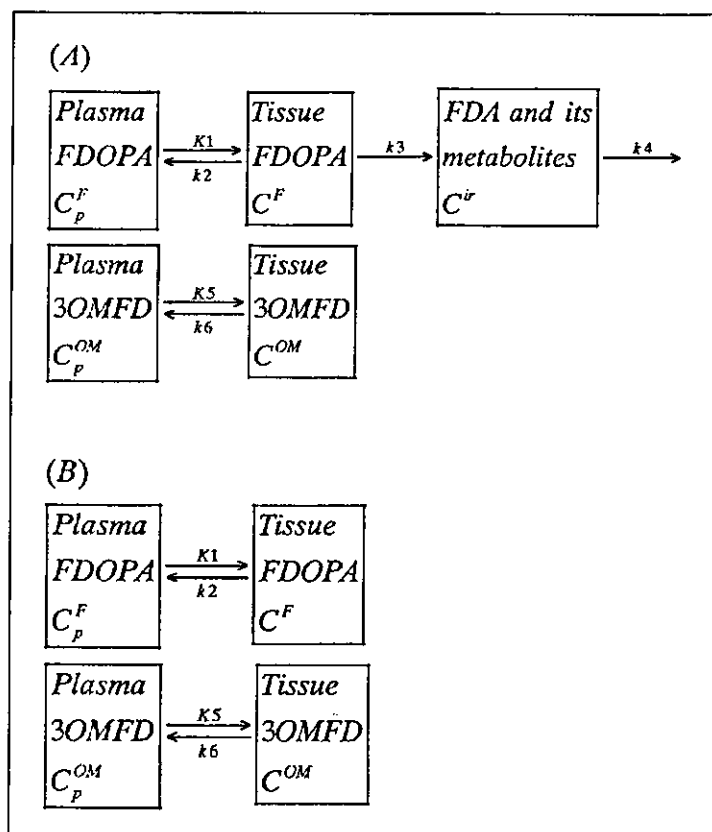 (A)
Plasma
FDOPA
C_p^F
K1
k2
Tissue
FDOPA
C^F
k3
FDA and its
metabolites
C^ir
k4
Plasma
3OMFD
C_p^OM
K5
k6
Tissue
3OMFD
C^OM
(B)
Plasma
FDOPA
C_p^F
K1
k2
Tissue
FDOPA
C^F
Plasma
3OMFD
C_p^OM
K5
k6
Tissue
3OMFD
C^OM